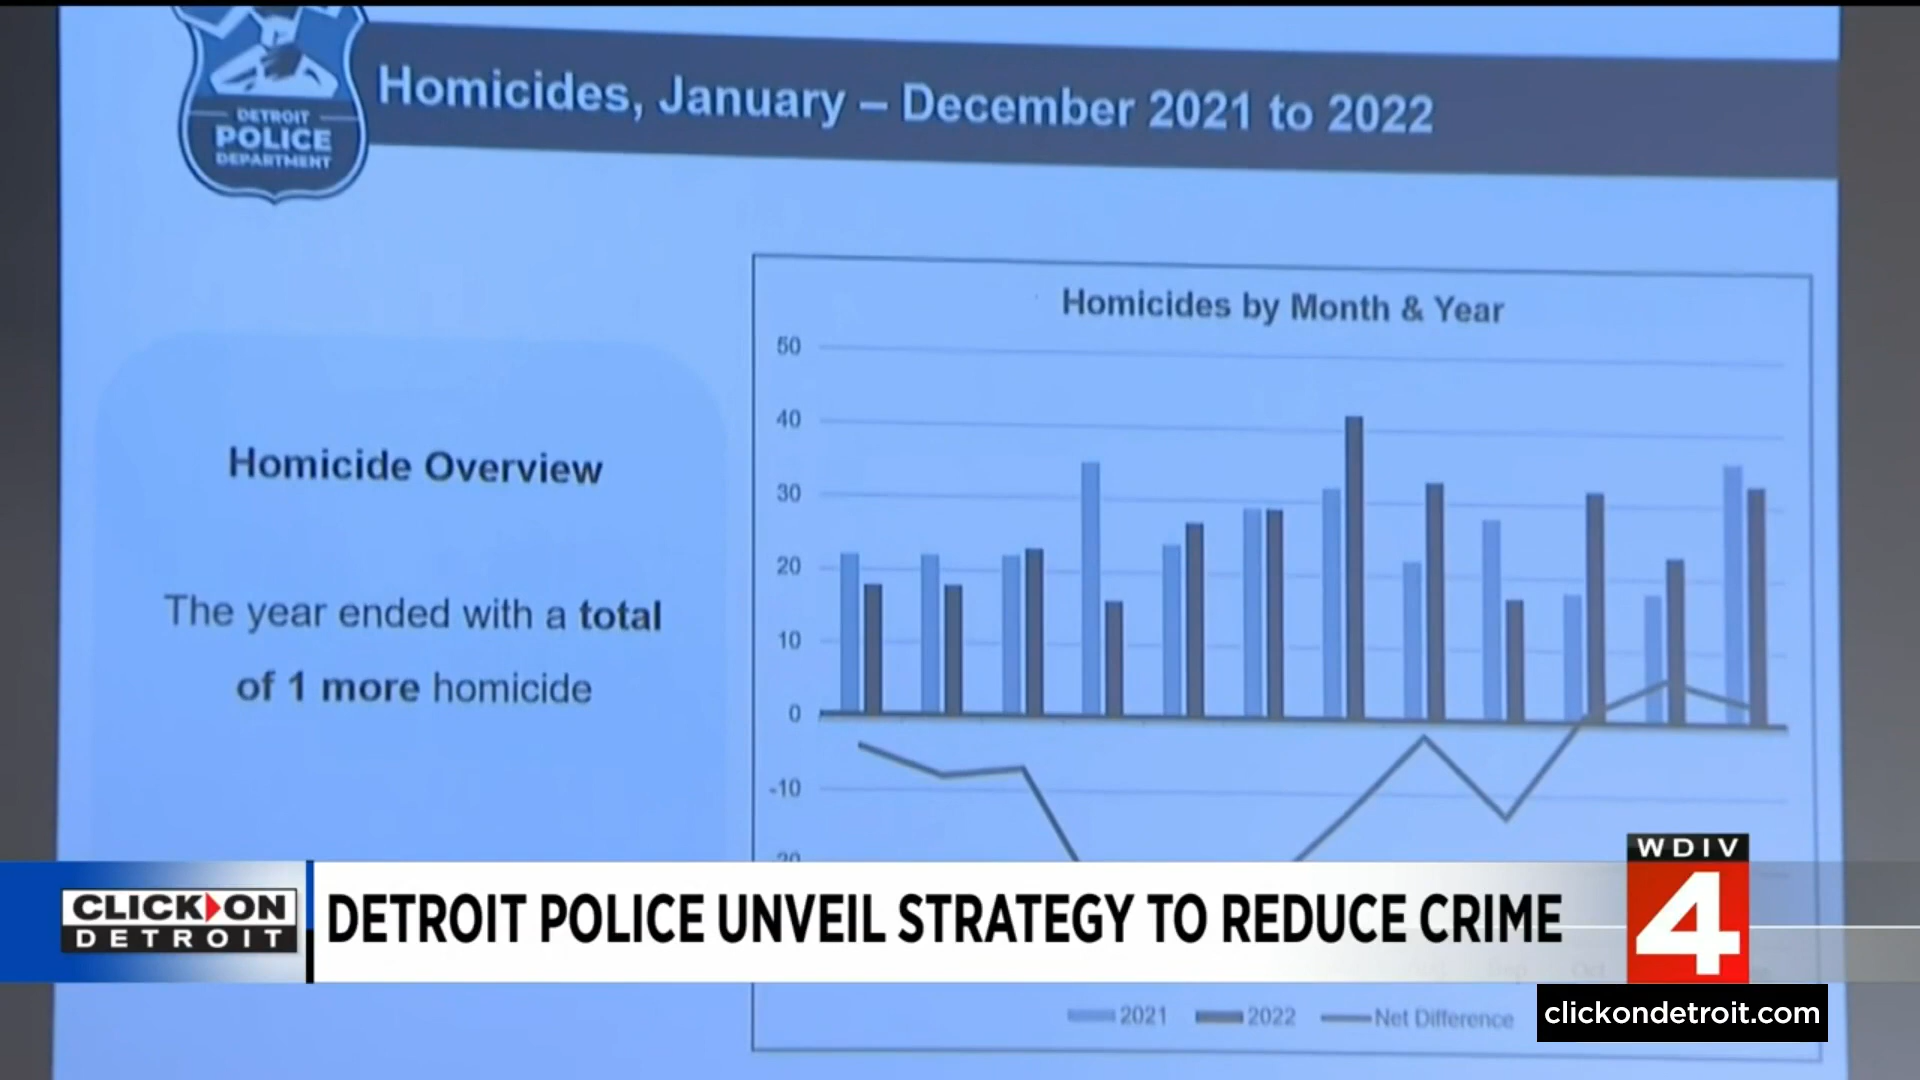 DETROIT
POLICE
DEPARTMENT
Homicides, January – December 2021 to 2022
Homicide Overview
The year ended with a total
of 1 more homicide
Homicides by Month & Year
50
40
30
20
10
0
-10
2021
2022
Net Difference
CLICK ON
DETROIT
DETROIT POLICE UNVEIL STRATEGY TO REDUCE CRIME
WDIV
4
clickondetroit.com